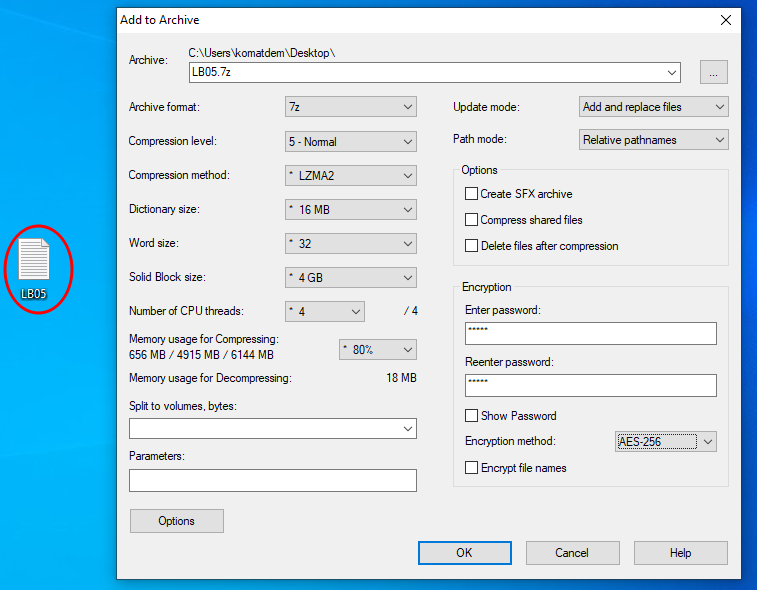 Add to Archive
Archive:
C:\Users\komatdem\Desktop\
LB05.7z
...
Archive format:
7z
Compression level:
5 - Normal
Compression method:
* LZMA2
Dictionary size:
* 16 MB
Word size:
* 32
Solid Block size:
* 4 GB
Number of CPU threads:
* 4
/ 4
Memory usage for Compressing:
656 MB / 4915 MB / 6144 MB
* 80%
Memory usage for Decompressing:
18 MB
Split to volumes, bytes:
Parameters:
Options
Update mode:
Add and replace files
Path mode:
Relative pathnames
Options
Create SFX archive
Compress shared files
Delete files after compression
Encryption
Enter password:
*****
Reenter password:
*****
Show Password
Encryption method:
AES-256
Encrypt file names
OK
Cancel
Help
LB05